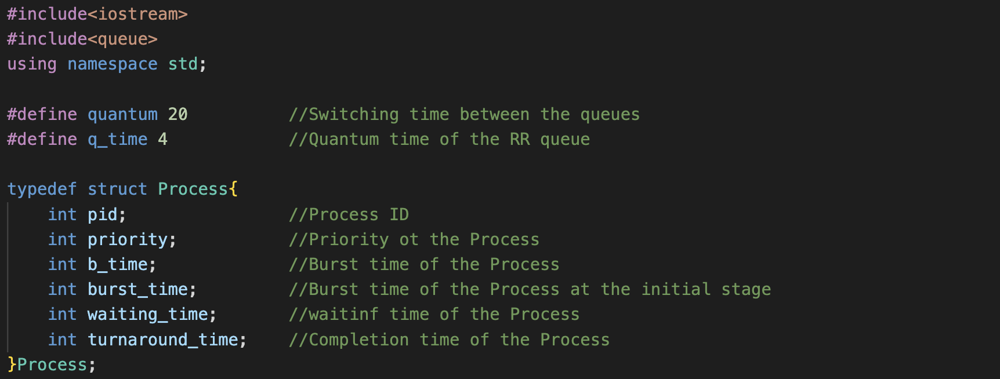 #include<iostream>
#include<queue>
using namespace std;
#define quantum 20 //Switching time between the queues
#define q_time 4 //Quantum time of the RR queue
typedef struct Process{
int pid; //Process ID
int priority; //Priority ot the Process
int b_time; //Burst time of the Process
int burst_time; //Burst time of the Process at the initial stage
int waiting_time; //waitinf time of the Process
int turnaround_time; //Completion time of the Process
}Process;